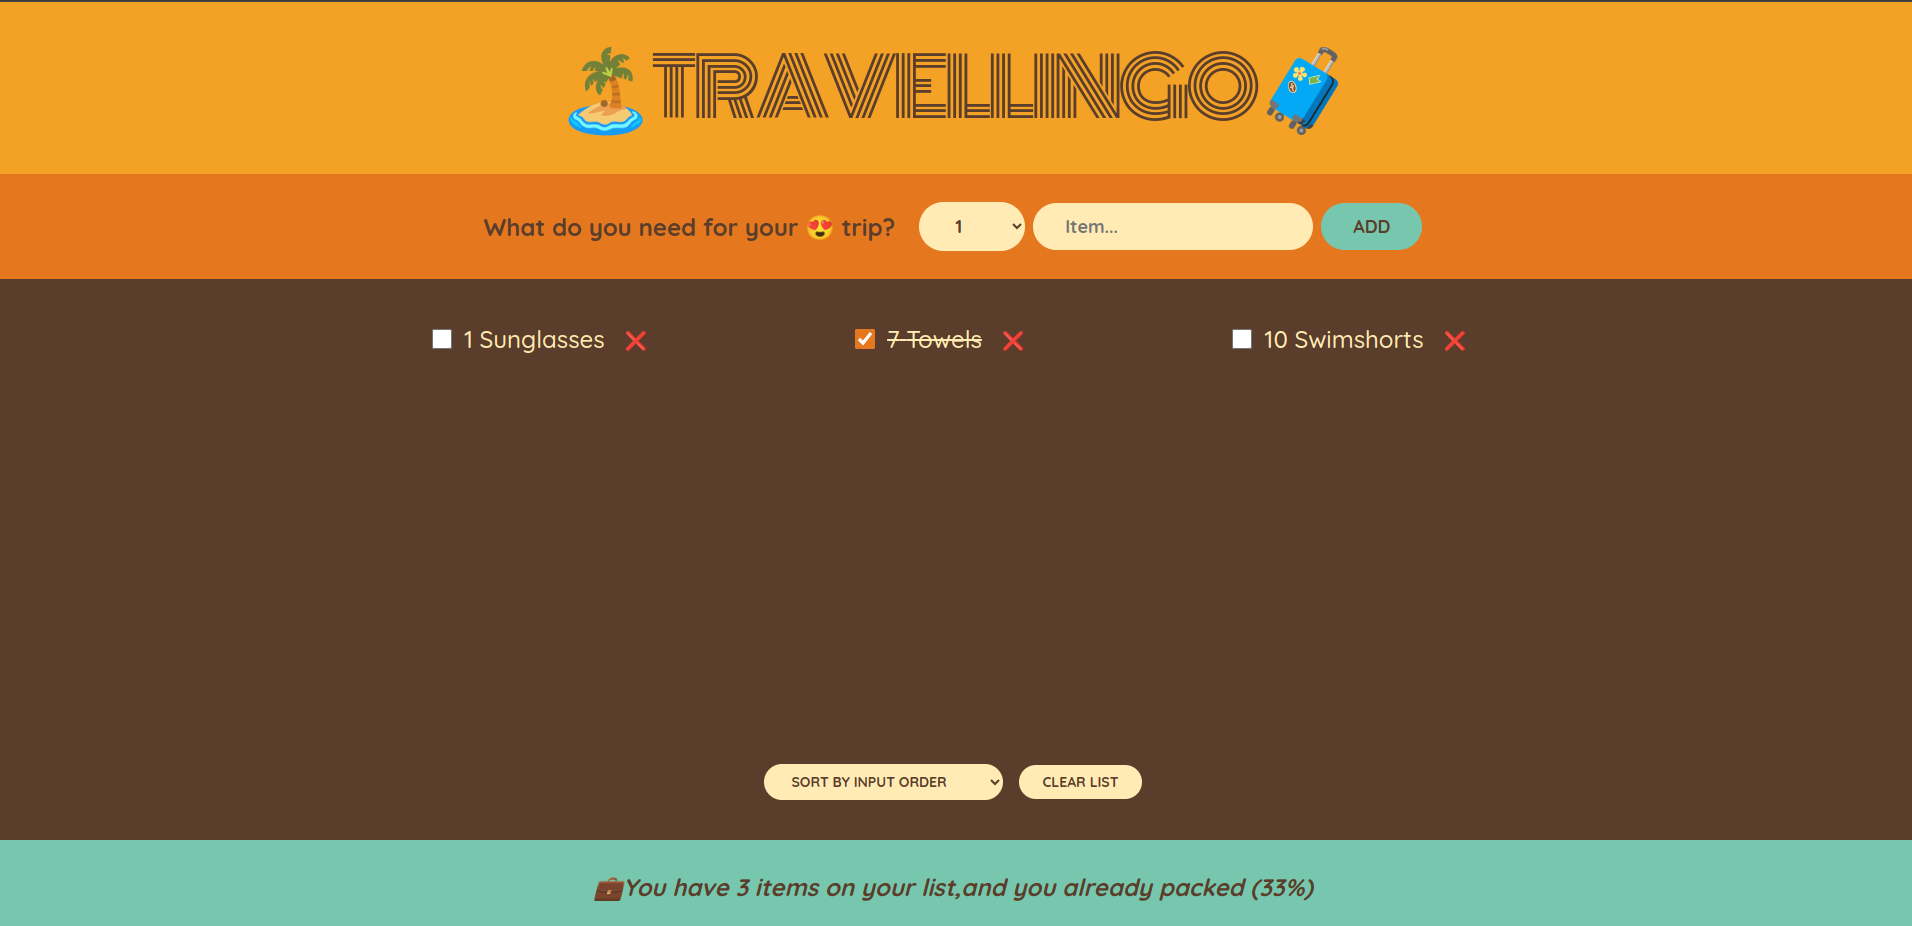 🏝️TRAVELLINGO🧳
What do you need for your 😍 trip? 1 Item... ADD
1 Sunglasses ❌ 7 Towels ❌ 10 Swimshorts ❌
SORT BY INPUT ORDER CLEAR LIST
💼You have 3 items on your list,and you already packed (33%)